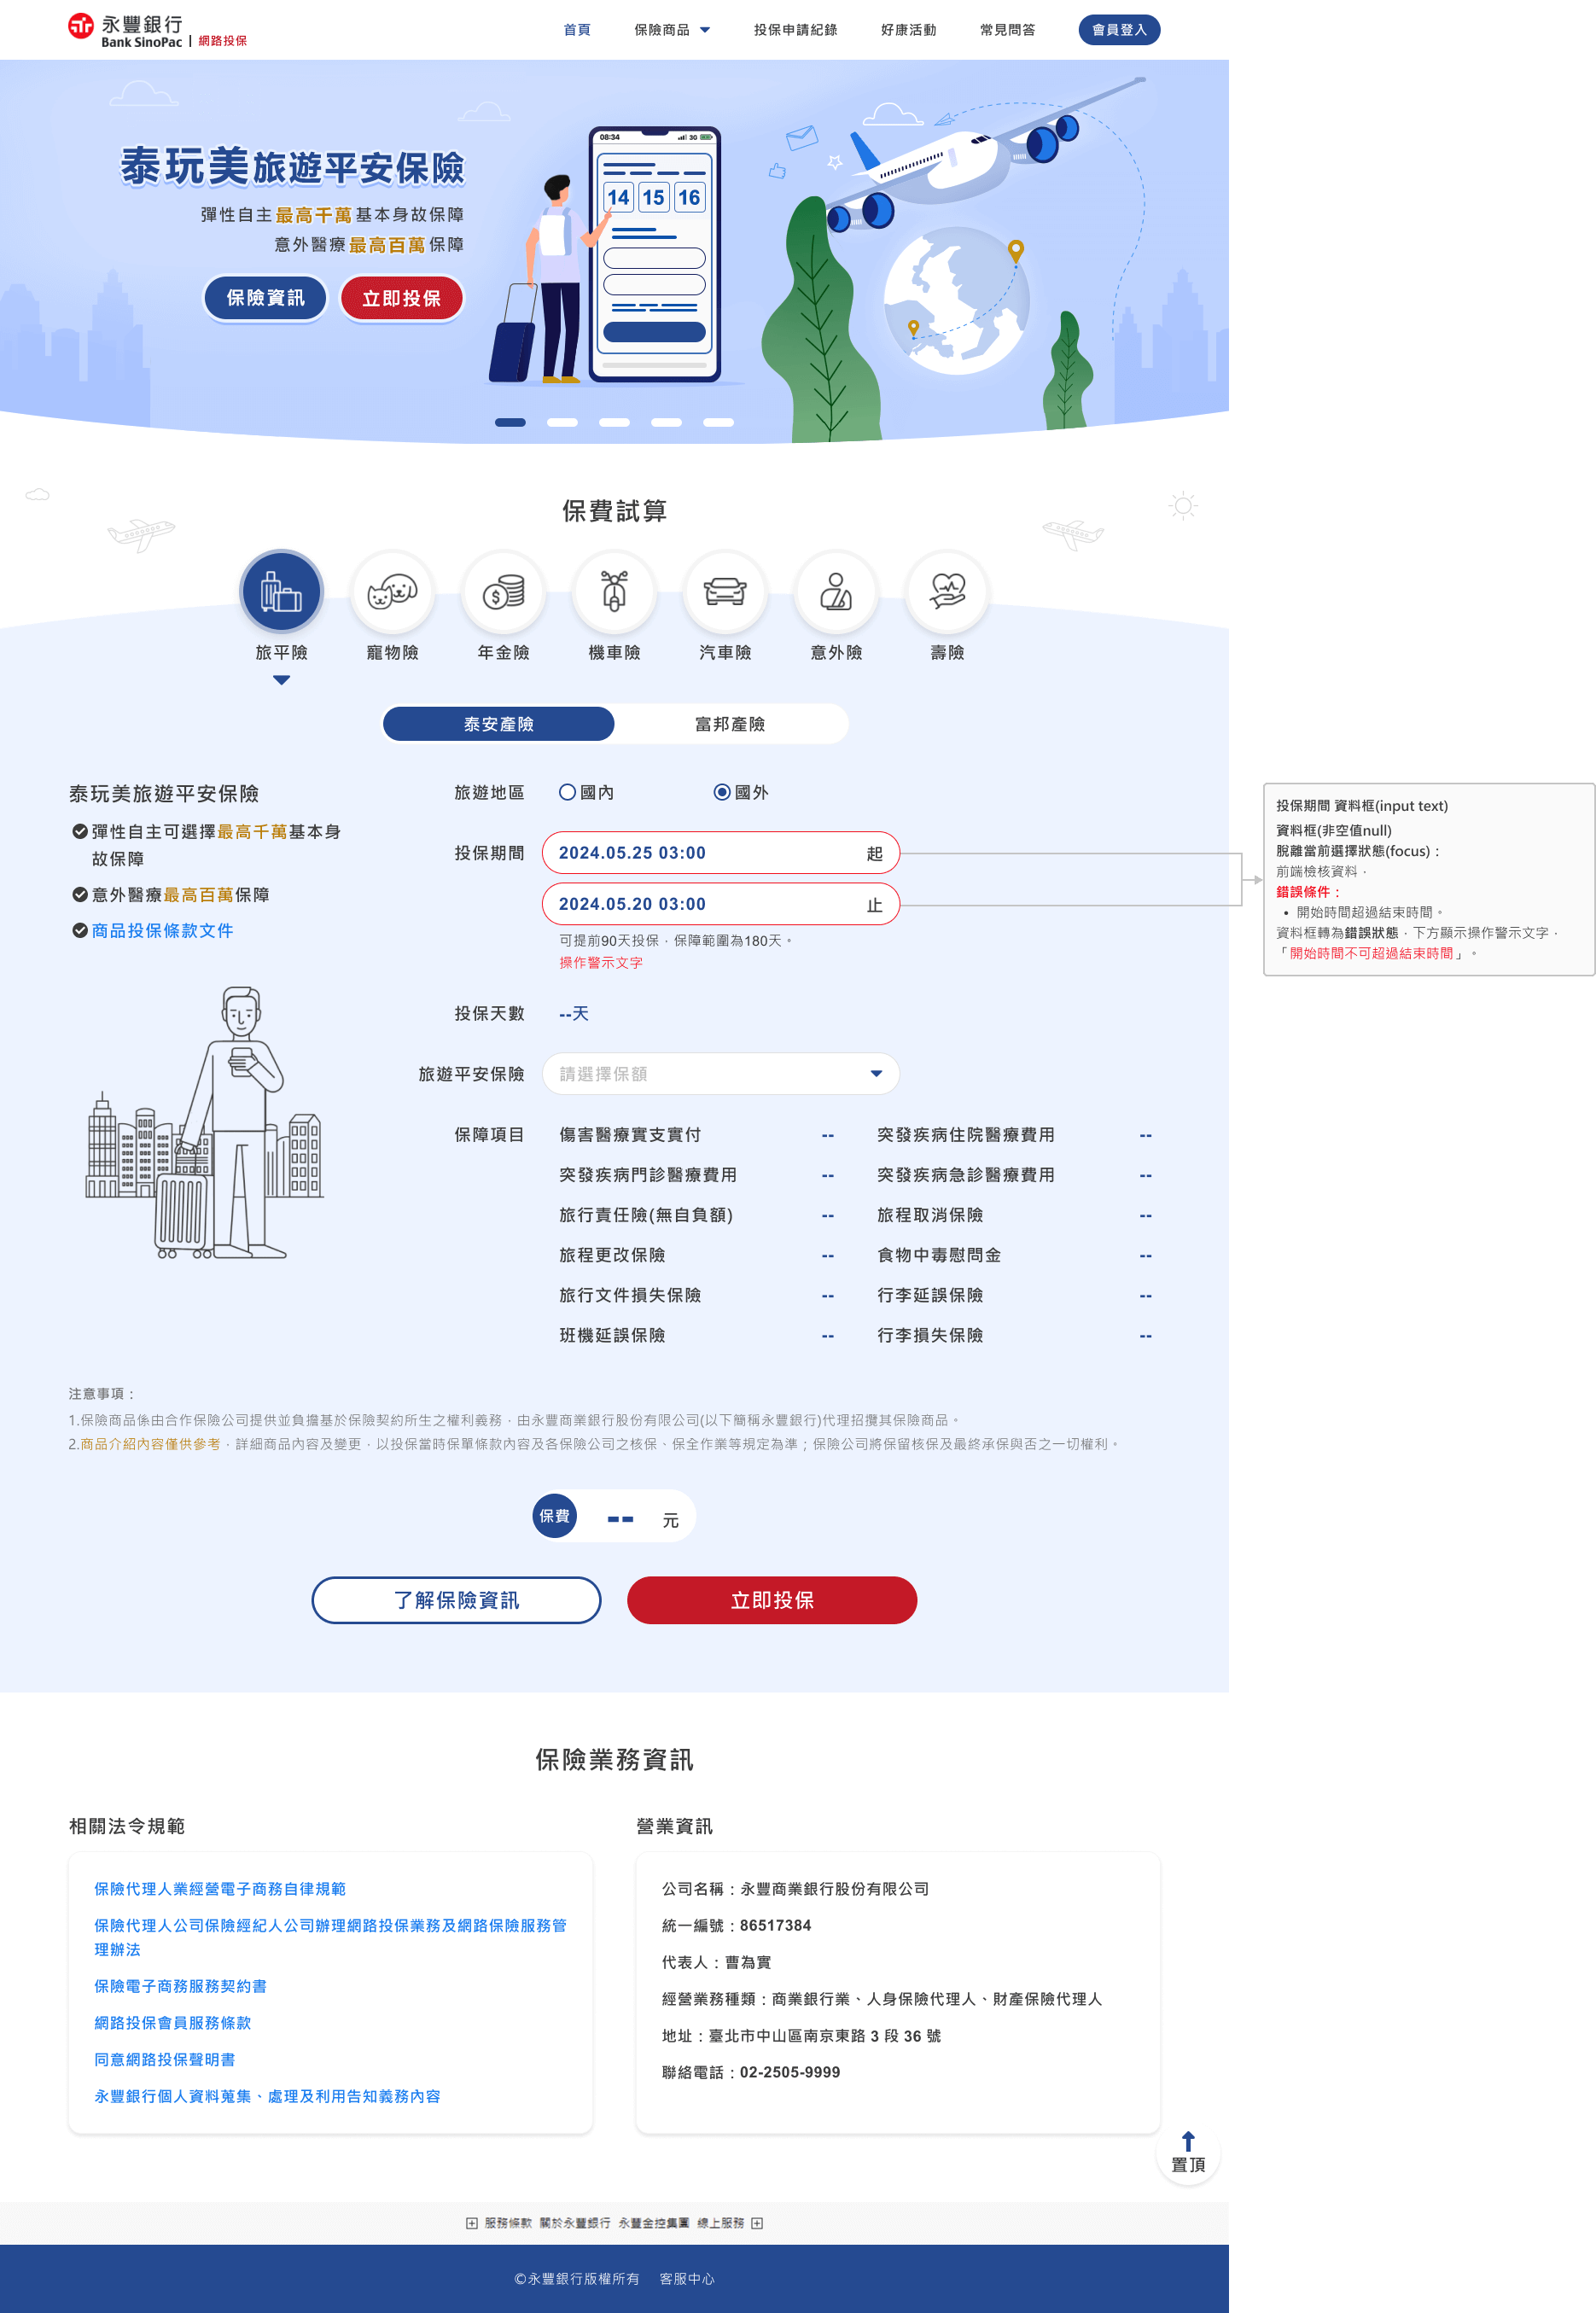 永豐銀行
Bank SinoPac | 網路投保
首頁
保險商品
投保申請紀錄
好康活動
常見問答
會員登入
泰玩美旅遊平安保險
彈性自主最高千萬基本身故保障
意外醫療最高百萬保障
保險資訊
立即投保
08:34
3G
14 15 16
保費試算
旅平險
寵物險
年金險
機車險
汽車險
意外險
壽險
泰安產險
富邦產險
泰玩美旅遊平安保險
彈性自主可選擇最高千萬基本身
故保障
意外醫療最高百萬保障
商品投保條款文件
旅遊地區
國內
國外
投保期間
2024.05.25 03:00 起
2024.05.20 03:00 止
可提前90天投保，保障範圍為180天。
操作警示文字
投保天數
--天
旅遊平安保險
請選擇保額
保障項目
傷害醫療實支實付 --
突發疾病住院醫療費用 --
突發疾病門診醫療費用 --
突發疾病急診醫療費用 --
旅行責任險(無自負額) --
旅程取消保險 --
旅程更改保險 --
食物中毒慰問金 --
旅行文件損失保險 --
行李延誤保險 --
班機延誤保險 --
行李損失保險 --
投保期間 資料框(input text)
資料框(非空值null)
脫離當前選擇狀態(focus)：
前端檢核資料，
錯誤條件：
• 開始時間超過結束時間。
資料框轉為錯誤狀態，下方顯示操作警示文字，
「開始時間不可超過結束時間」。
注意事項：
1.保險商品係由合作保險公司提供並負擔基於保險契約所生之權利義務，由永豐商業銀行股份有限公司(以下簡稱永豐銀行)代理招攬其保險商品。
2.商品介紹內容僅供參考，詳細商品內容及變更，以投保當時保單條款內容及各保險公司之核保、保全作業等規定為準；保險公司將保留核保及最終承保與否之一切權利。
保費 -- 元
了解保險資訊
立即投保
保險業務資訊
相關法令規範
保險代理人業經營電子商務自律規範
保險代理人公司保險經紀人公司辦理網路投保業務及網路保險服務管
理辦法
保險電子商務服務契約書
網路投保會員服務條款
同意網路投保聲明書
永豐銀行個人資料蒐集、處理及利用告知義務內容
營業資訊
公司名稱：永豐商業銀行股份有限公司
統一編號：86517384
代表人：曹為實
經營業務種類：商業銀行業、人身保險代理人、財產保險代理人
地址：臺北市中山區南京東路 3 段 36 號
聯絡電話：02-2505-9999
置頂
服務條款 關於永豐銀行 永豐金控集團 線上服務
©永豐銀行版權所有 客服中心